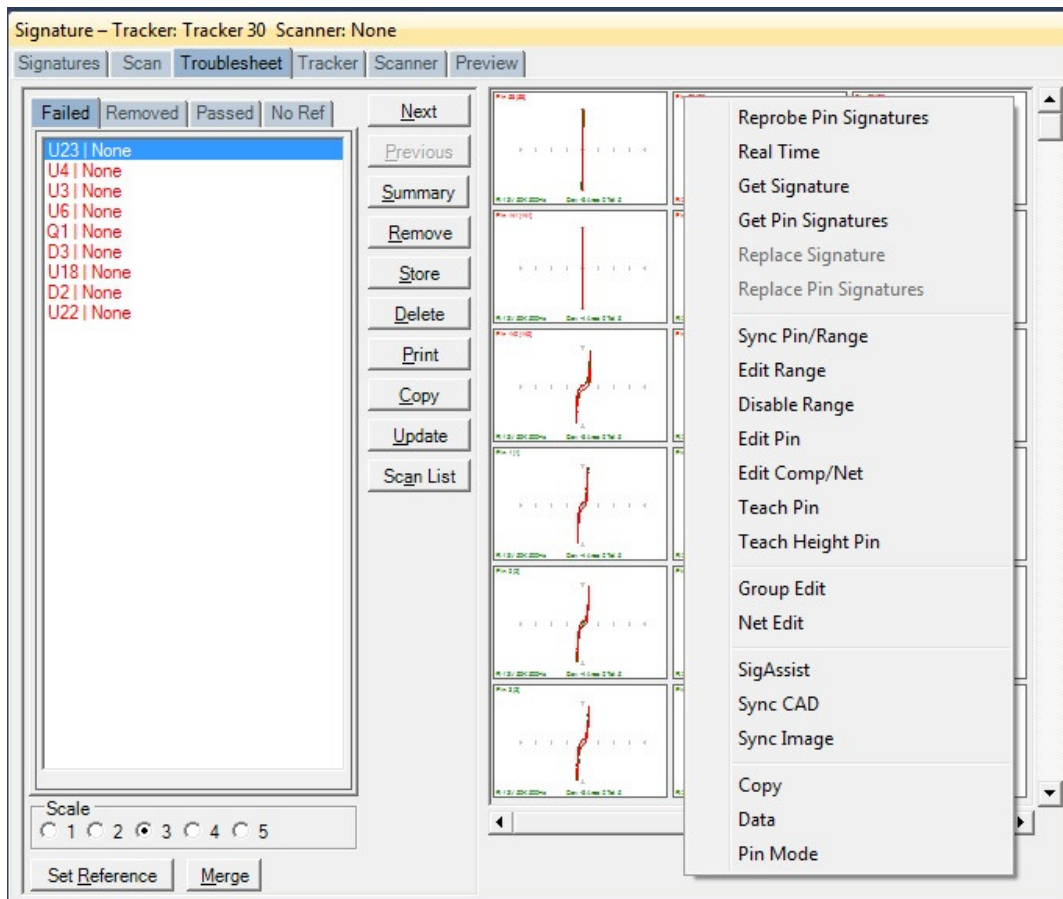 Signature – Tracker: Tracker 30 Scanner: None
Signatures Scan Troublesheet Tracker Scanner Preview
Failed Removed Passed No Ref
U23 | None
U4 | None
U3 | None
U6 | None
Q1 | None
D3 | None
U18 | None
D2 | None
U22 | None
Next
Previous
Summary
Remove
Store
Delete
Print
Copy
Update
Scan List
Scale
1 2 3 4 5
Set Reference Merge
Reprobe Pin Signatures
Real Time
Get Signature
Get Pin Signatures
Replace Signature
Replace Pin Signatures
Sync Pin/Range
Edit Range
Disable Range
Edit Pin
Edit Comp/Net
Teach Pin
Teach Height Pin
Group Edit
Net Edit
SigAssist
Sync CAD
Sync Image
Copy
Data
Pin Mode